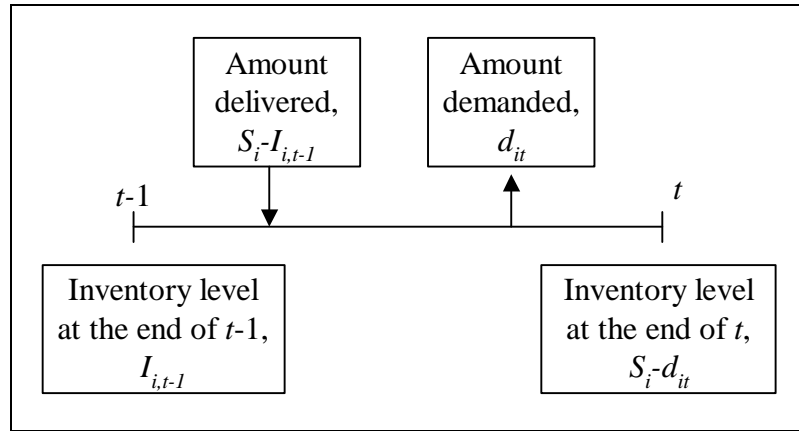 Amount
delivered,
S_i-I_{i,t-1}
Amount
demanded,
d_{it}
t-1
t
Inventory level
at the end of t-1,
I_{i,t-1}
Inventory level
at the end of t,
S_i-d_{it}